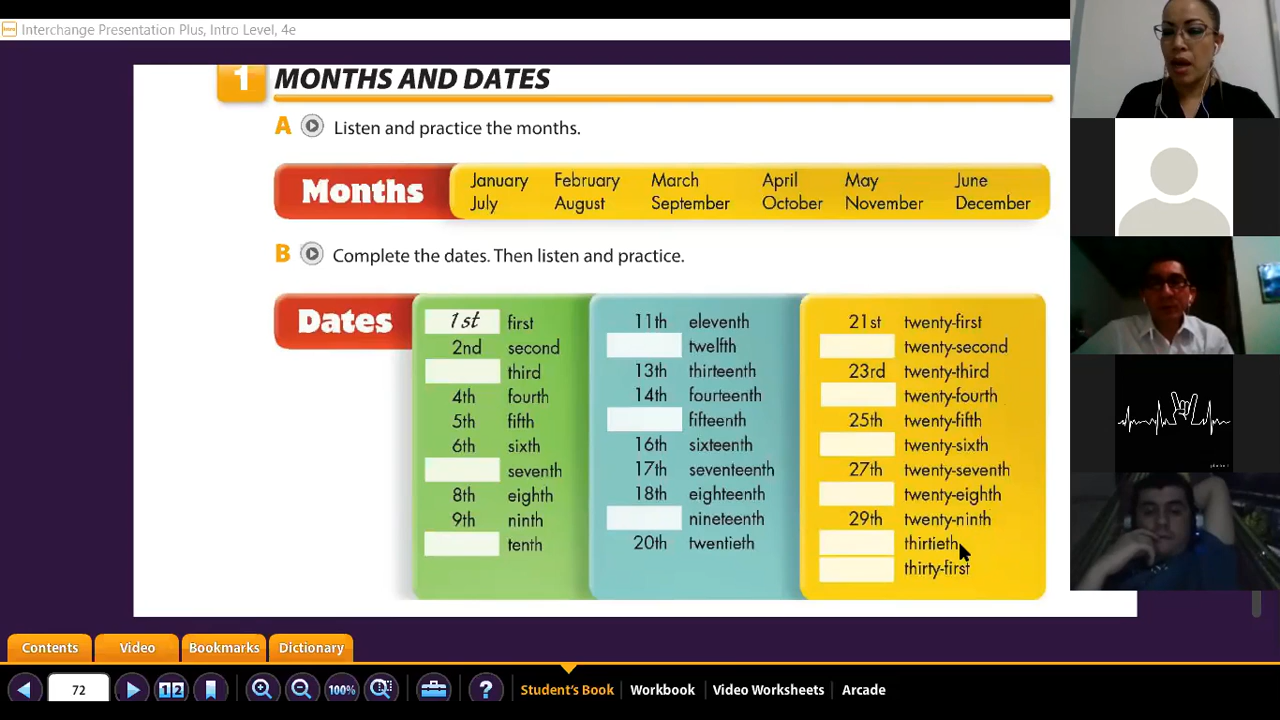 Interchange Presentation Plus, Intro Level, 4e
1 MONTHS AND DATES
A Listen and practice the months.
Months
January February March April May June
July August September October November December
B Complete the dates. Then listen and practice.
Dates
1st first
2nd second
third
4th fourth
5th fifth
6th sixth
seventh
8th eighth
9th ninth
tenth
11th eleventh
twelfth
13th thirteenth
14th fourteenth
fifteenth
16th sixteenth
17th seventeenth
18th eighteenth
nineteenth
20th twentieth
21st twenty-first
twenty-second
23rd twenty-third
twenty-fourth
25th twenty-fifth
twenty-sixth
27th twenty-seventh
twenty-eighth
29th twenty-ninth
thirtieth
thirty-first
Contents Video Bookmarks Dictionary
72 12 100% ? Student's Book Workbook Video Worksheets Arcade